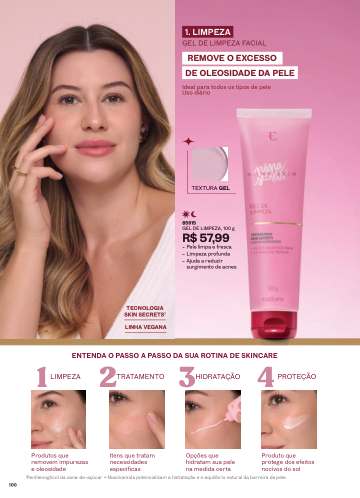 1. LIMPEZA
GEL DE LIMPEZA FACIAL
REMOVE O EXCESSO
DE OLEOSIDADE DA PELE
Ideal para todos os tipos de pele
Uso diário
TEXTURA GEL
GEL DE LIMPEZA, 100 g
R$ 57,99
– Pele limpa e fresca
– Limpeza profunda
– Ajuda a reduzir
surgimento de acnes
GEL DE
LIMPEZA
TECNOLOGIA
SKIN SECRETS¹
LINHA VEGANA
ENTENDA O PASSO A PASSO DA SUA ROTINA DE SKINCARE
1 LIMPEZA
2 TRATAMENTO
3 HIDRATAÇÃO
4 PROTEÇÃO
Produtos que
removem impurezas
e oleosidade
Itens que tratam
necessidades
específicas
Opções que
hidratam sua pele
na medida certa
Produto que
protege dos efeitos
nocivos do sol